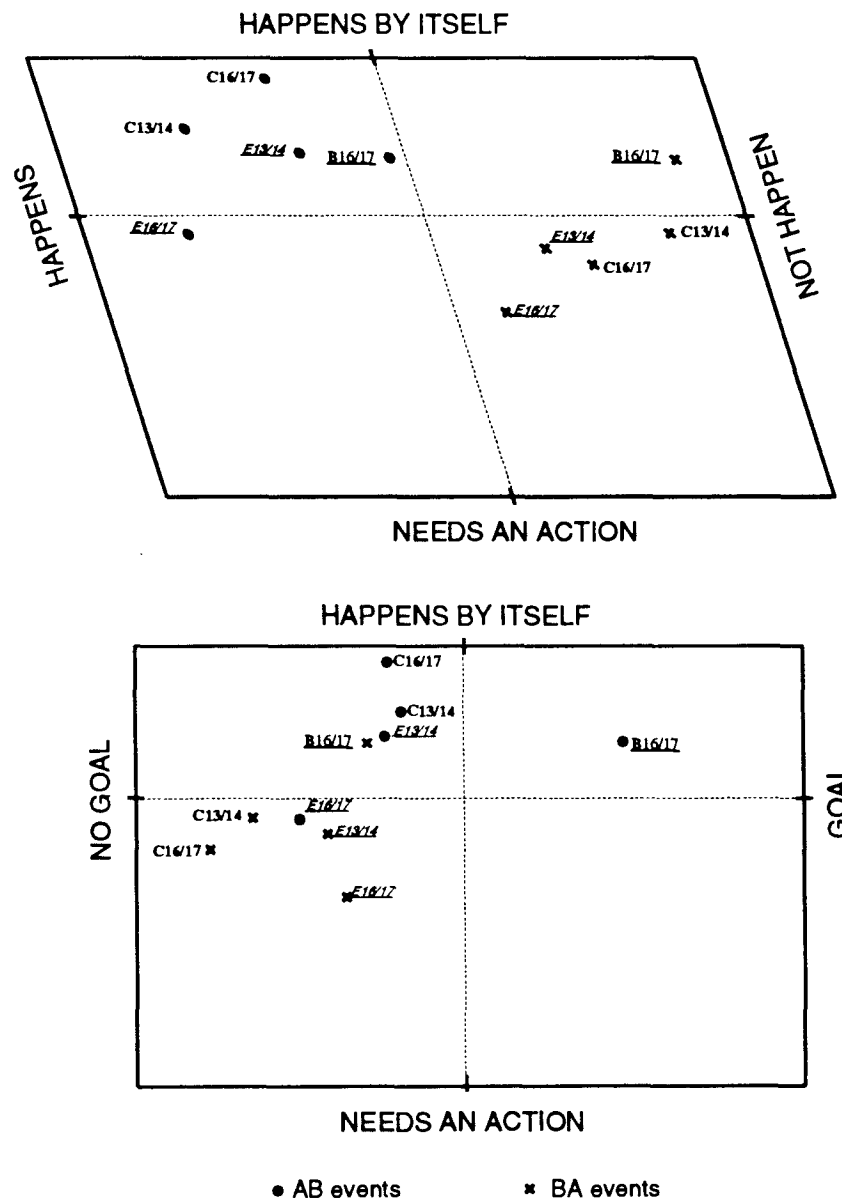 HAPPENS BY ITSELF
C16/17
C13/14
E13/14
B16/17
B16/17
HAPPENS
NOT HAPPEN
E16/17
E13/14
C13/14
C16/17
E16/17
NEEDS AN ACTION
HAPPENS BY ITSELF
C16/17
C13/14
E13/14
B16/17
B16/17
NO GOAL
GOAL
E16/17
C13/14
E13/14
C16/17
E16/17
NEEDS AN ACTION
AB events
BA events